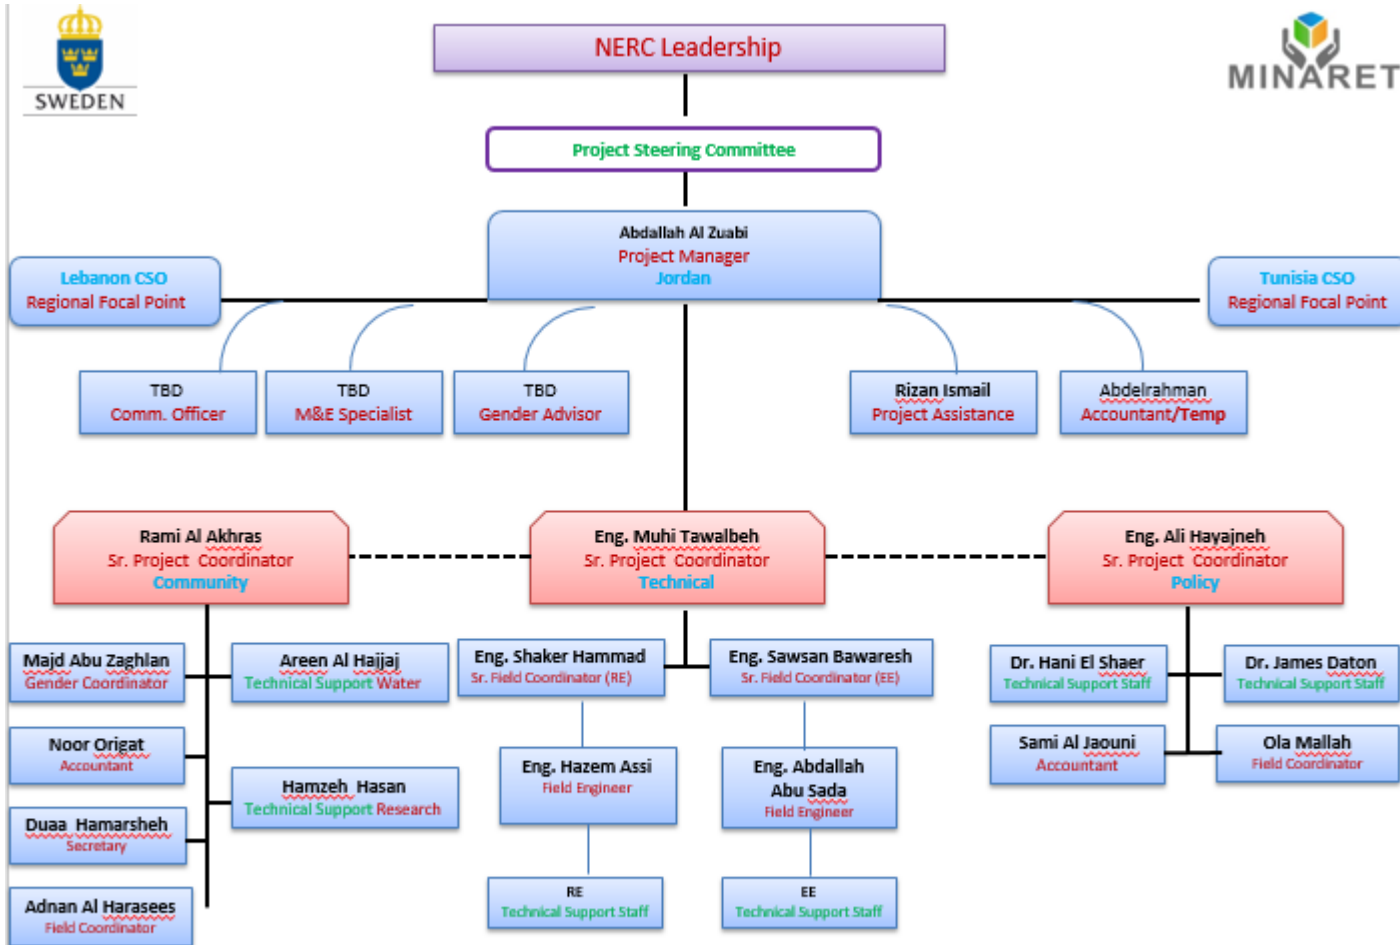 SWEDEN
NERC Leadership
MINARET
Project Steering Committee
Abdallah Al Zuabi
Project Manager
Jordan
Lebanon CSO
Regional Focal Point
Tunisia CSO
Regional Focal Point
TBD
Comm. Officer
TBD
M&E Specialist
TBD
Gender Advisor
Rizan Ismail
Project Assistance
Abdelrahman
Accountant/Temp
Rami Al Akhras
Sr. Project Coordinator
Community
Eng. Muhi Tawalbeh
Sr. Project Coordinator
Technical
Eng. Ali Hayajneh
Sr. Project Coordinator
Policy
Majd Abu Zaghlan
Gender Coordinator
Areen Al Hajjaj
Technical Support Water
Noor Origat
Accountant
Hamzeh Hasan
Technical Support Research
Duaa Hamarsheh
Secretary
Adnan Al Harasees
Field Coordinator
Eng. Shaker Hammad
Sr. Field Coordinator (RE)
Eng. Sawsan Bawaresh
Sr. Field Coordinator (EE)
Eng. Hazem Assi
Field Engineer
Eng. Abdallah
Abu Sada
Field Engineer
RE
Technical Support Staff
EE
Technical Support Staff
Dr. Hani El Shaer
Technical Support Staff
Dr. James Daton
Technical Support Staff
Sami Al Jaouni
Accountant
Ola Mallah
Field Coordinator